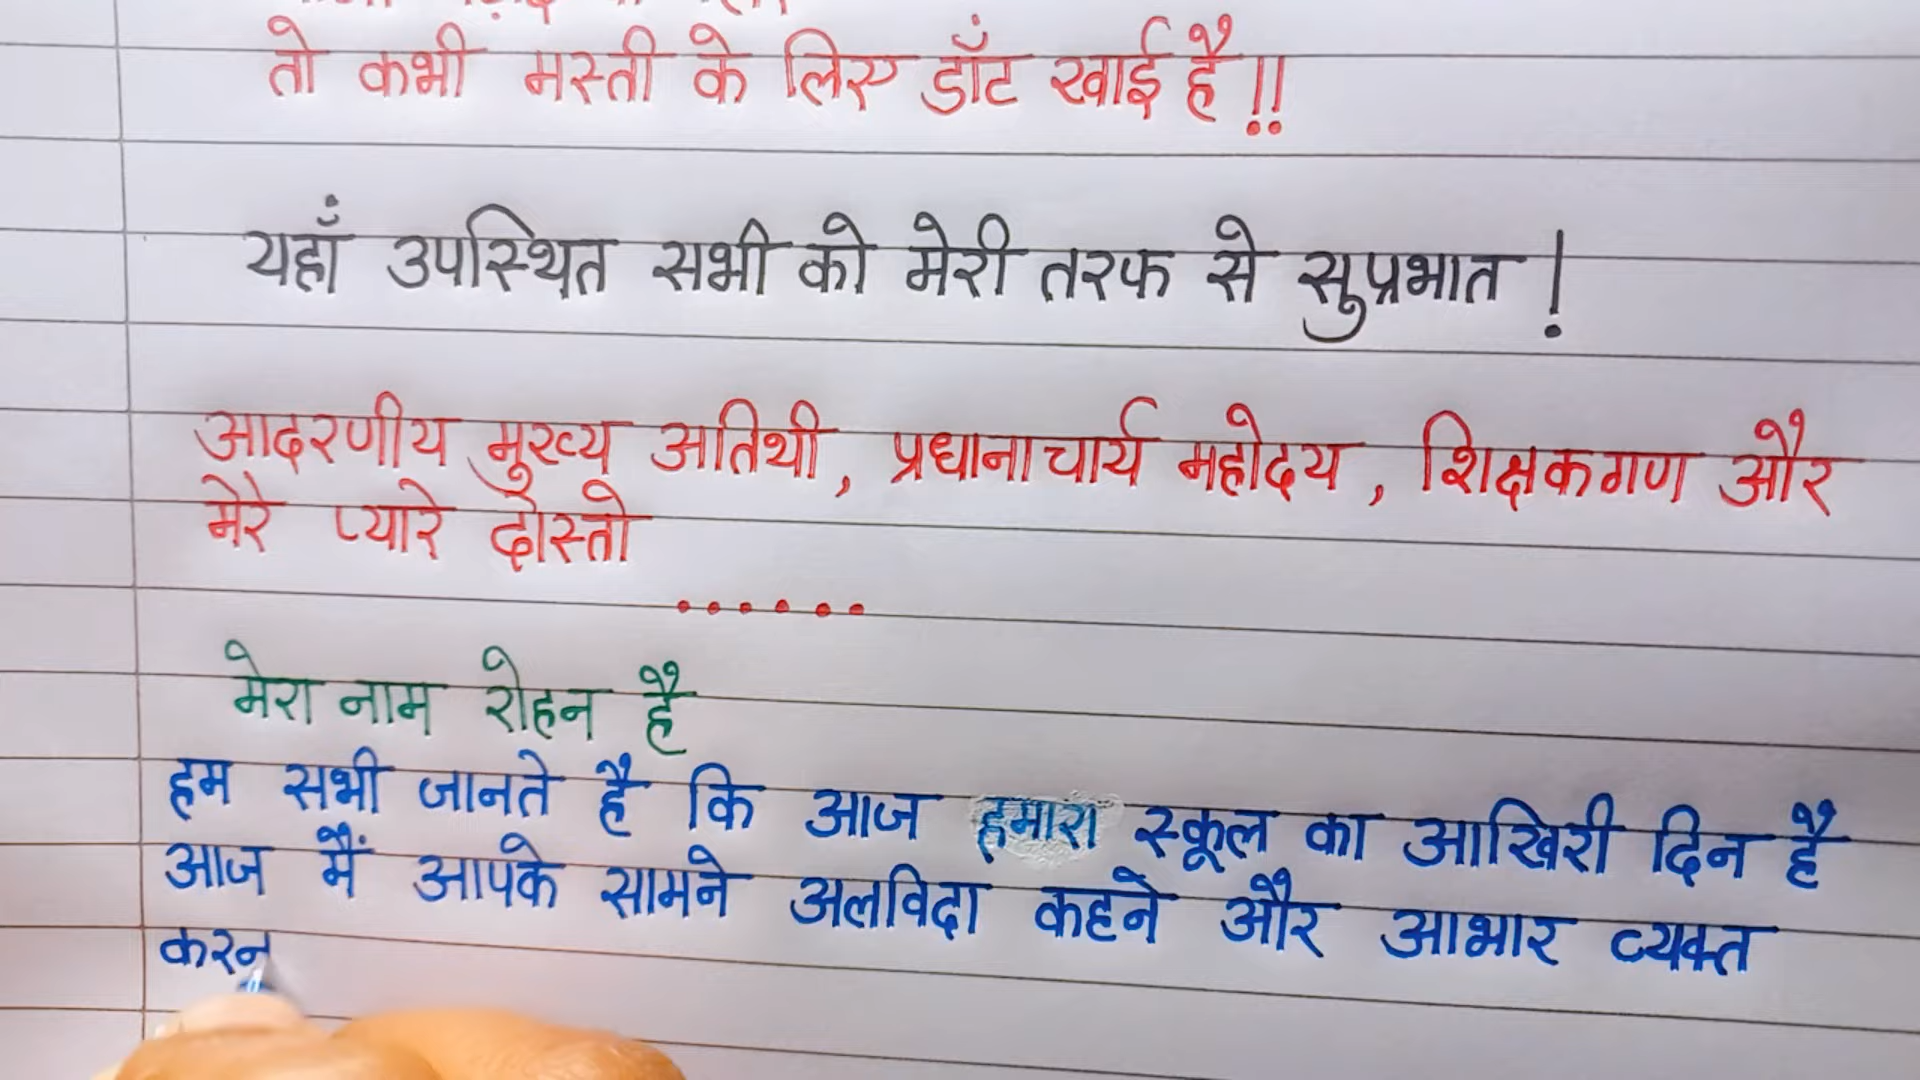 तो कभी मस्ती के लिए डाँट खाई है!!
यहाँ उपस्थित सभी को मेरी तरफ से सुप्रभात!
आदरणीय मुख्य अतिथी, प्रधानाचार्य महोदय, शिक्षकगण और
मेरे प्यारे दोस्तो
......
मेरा नाम रोहन है
हम सभी जानते है कि आज हमारा स्कूल का आखिरी दिन है
आज मैं आपके सामने अलविदा कहने और आभार व्यक्त
करन